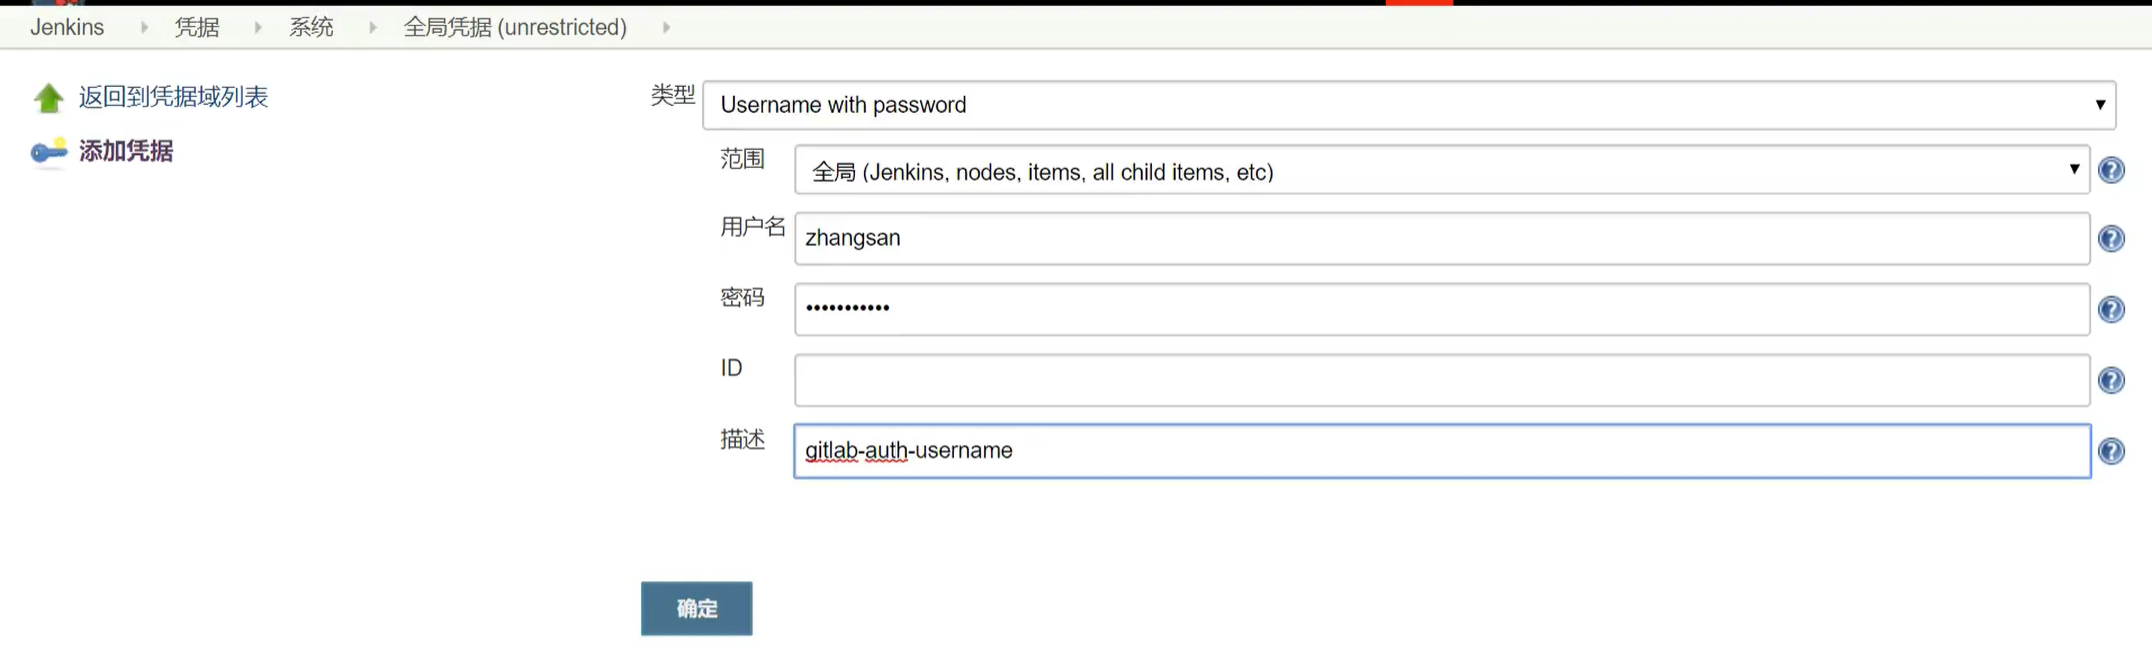 Jenkins 凭据 系统 全局凭据 (unrestricted)
返回到凭据域列表
添加凭据
类型 Username with password
范围 全局 (Jenkins, nodes, items, all child items, etc)
用户名 zhangsan
密码 •••••••••••
ID
描述 gitlab-auth-username
确定